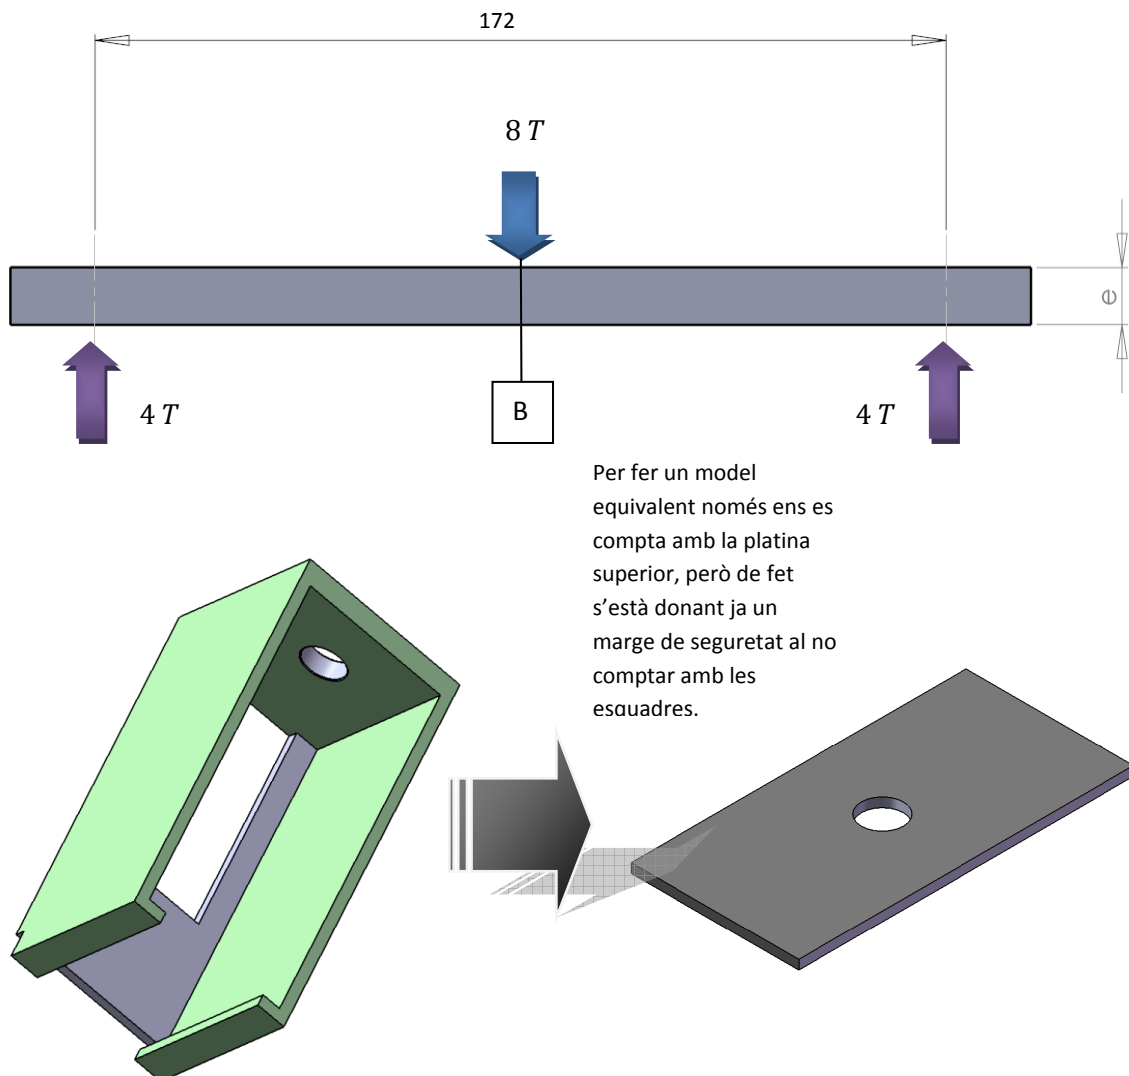 172
8 T
e
4 T
B
4 T
Per fer un model
equivalent només ens es
compta amb la platina
superior, però de fet
s’està donant ja un
marge de seguretat al no
comptar amb les
esquadres.